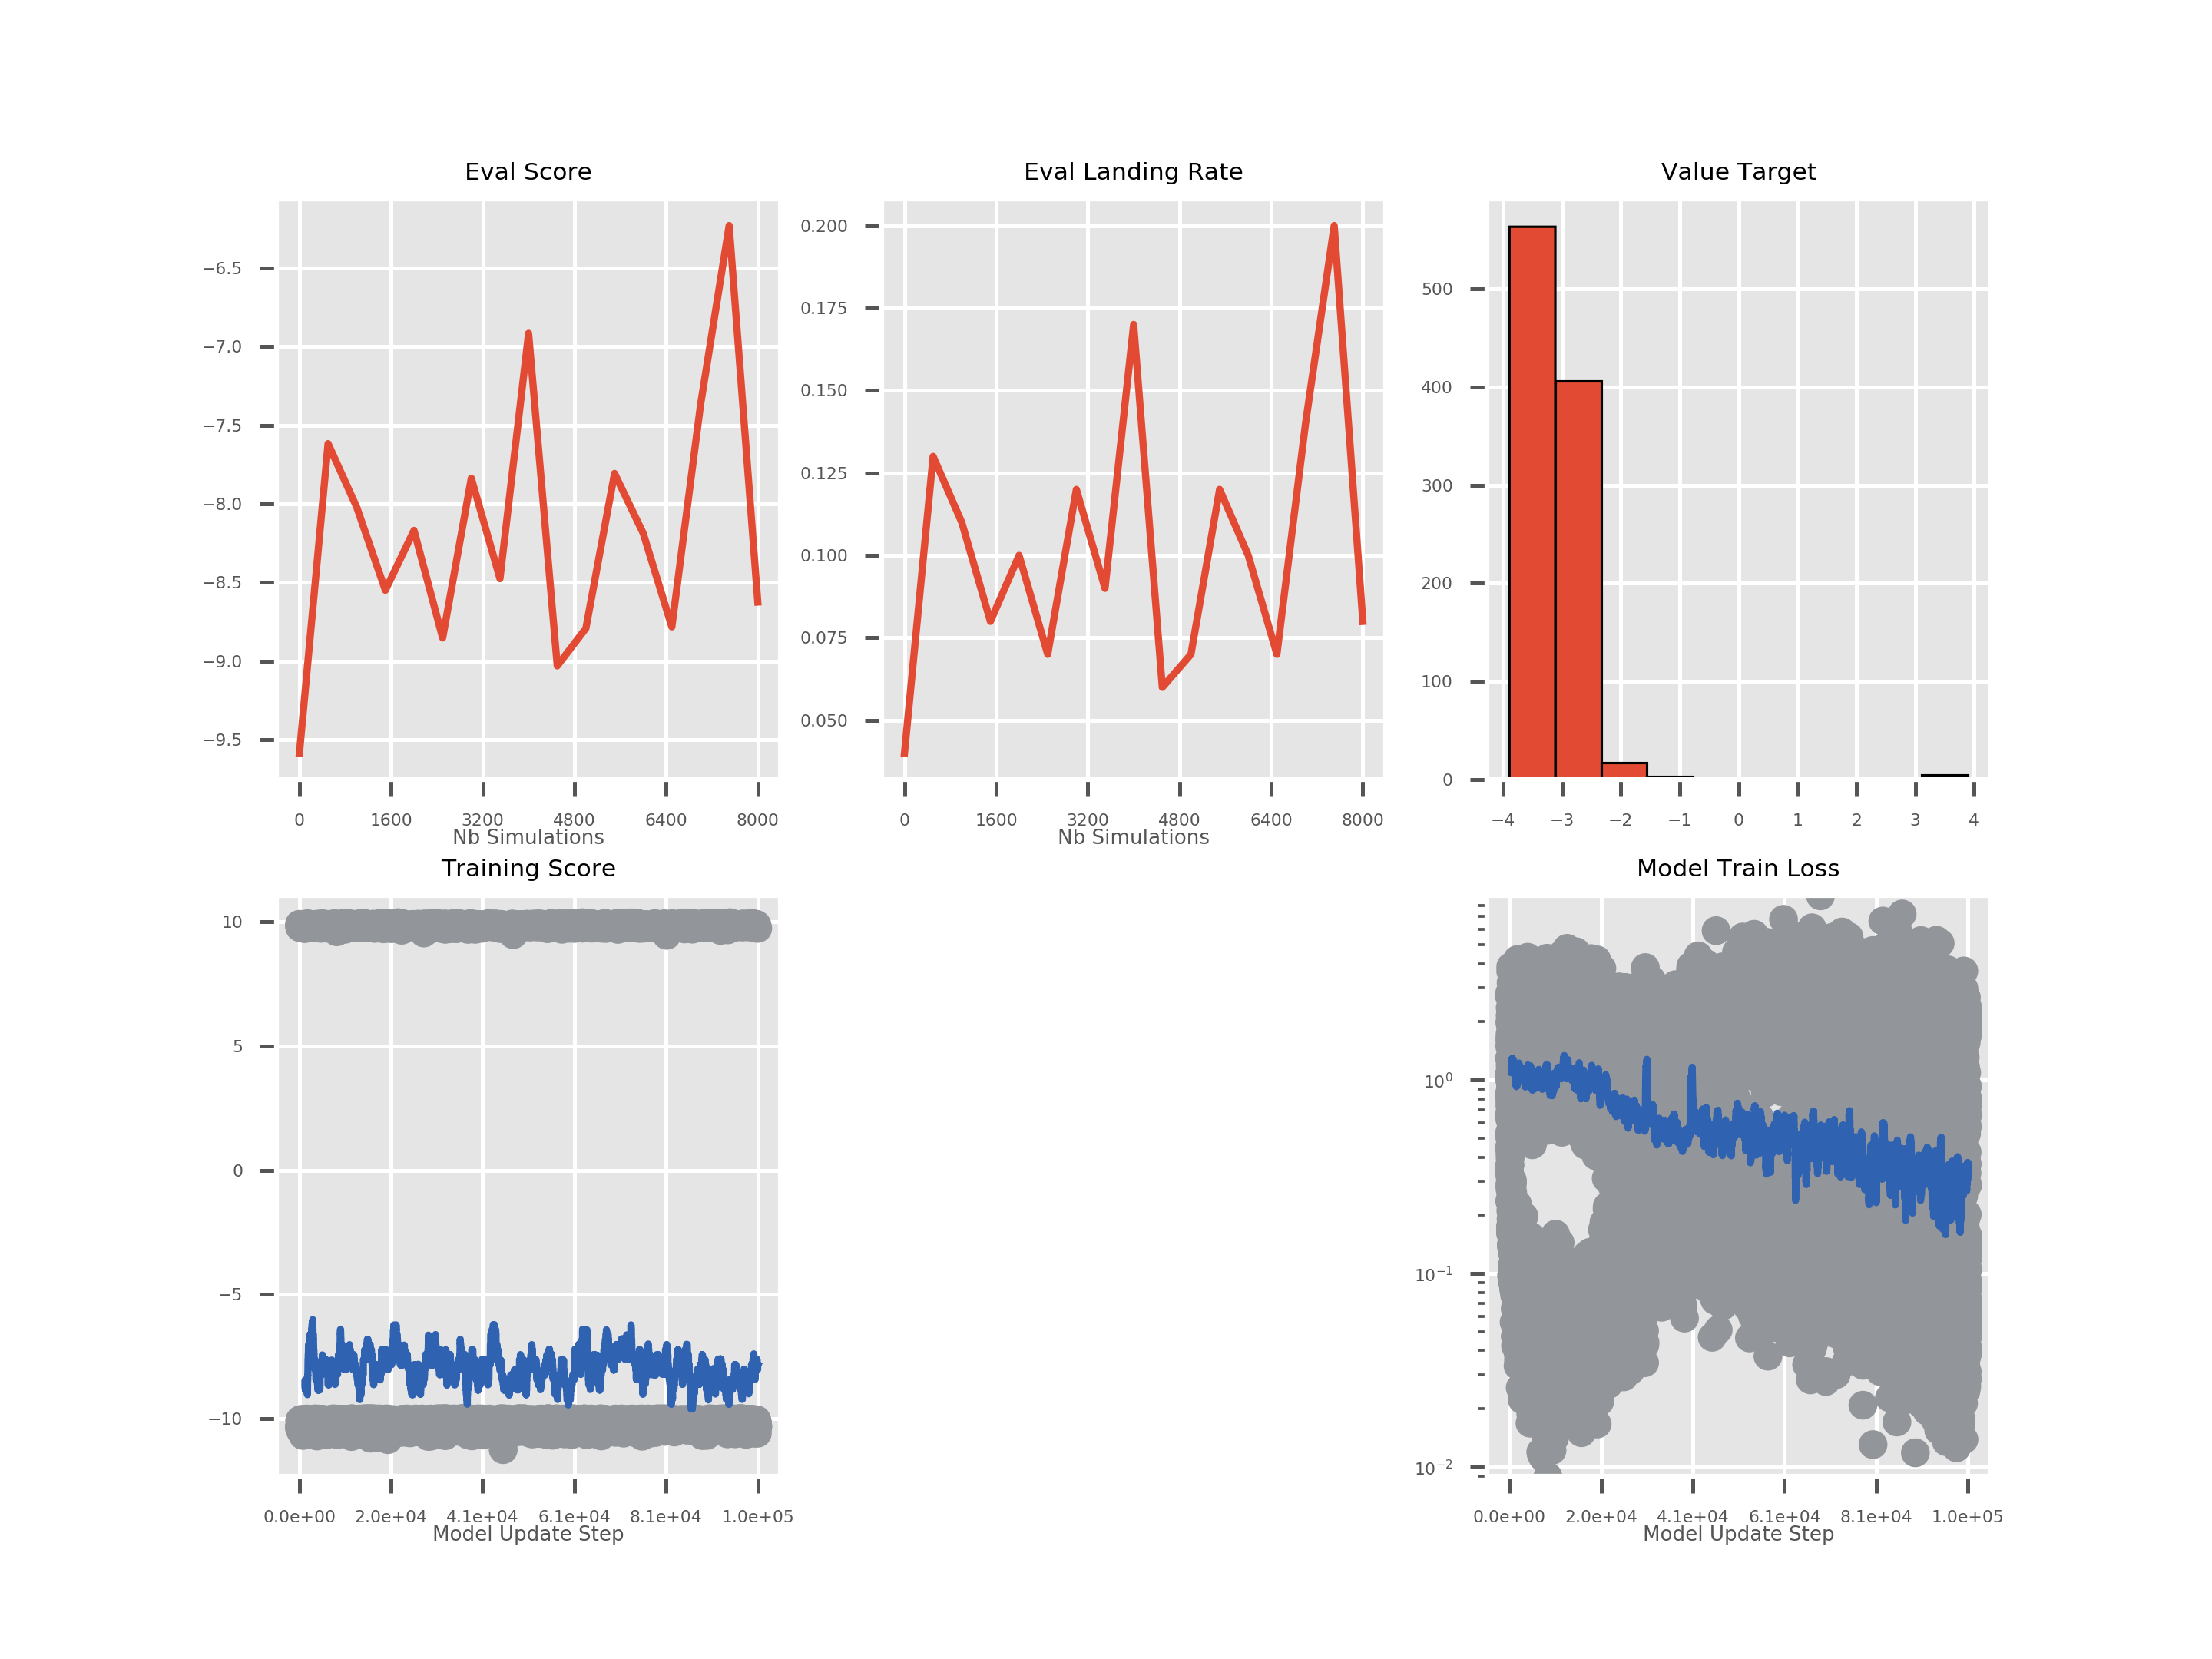 Eval Score
Eval Landing Rate
Value Target
−6.5
−7.0
−7.5
−8.0
−8.5
−9.0
−9.5
0 1600 3200 4800 6400 8000
Nb Simulations
0.200
0.175
0.150
0.125
0.100
0.075
0.050
0 1600 3200 4800 6400 8000
Nb Simulations
500
400
300
200
100
0
−4 −3 −2 −1 0 1 2 3 4
Training Score
10
5
0
−5
−10
0.0e+00 2.0e+04 4.1e+04 6.1e+04 8.1e+04 1.0e+05
Model Update Step
Model Train Loss
10⁰
10⁻¹
10⁻²
0.0e+00 2.0e+04 4.1e+04 6.1e+04 8.1e+04 1.0e+05
Model Update Step